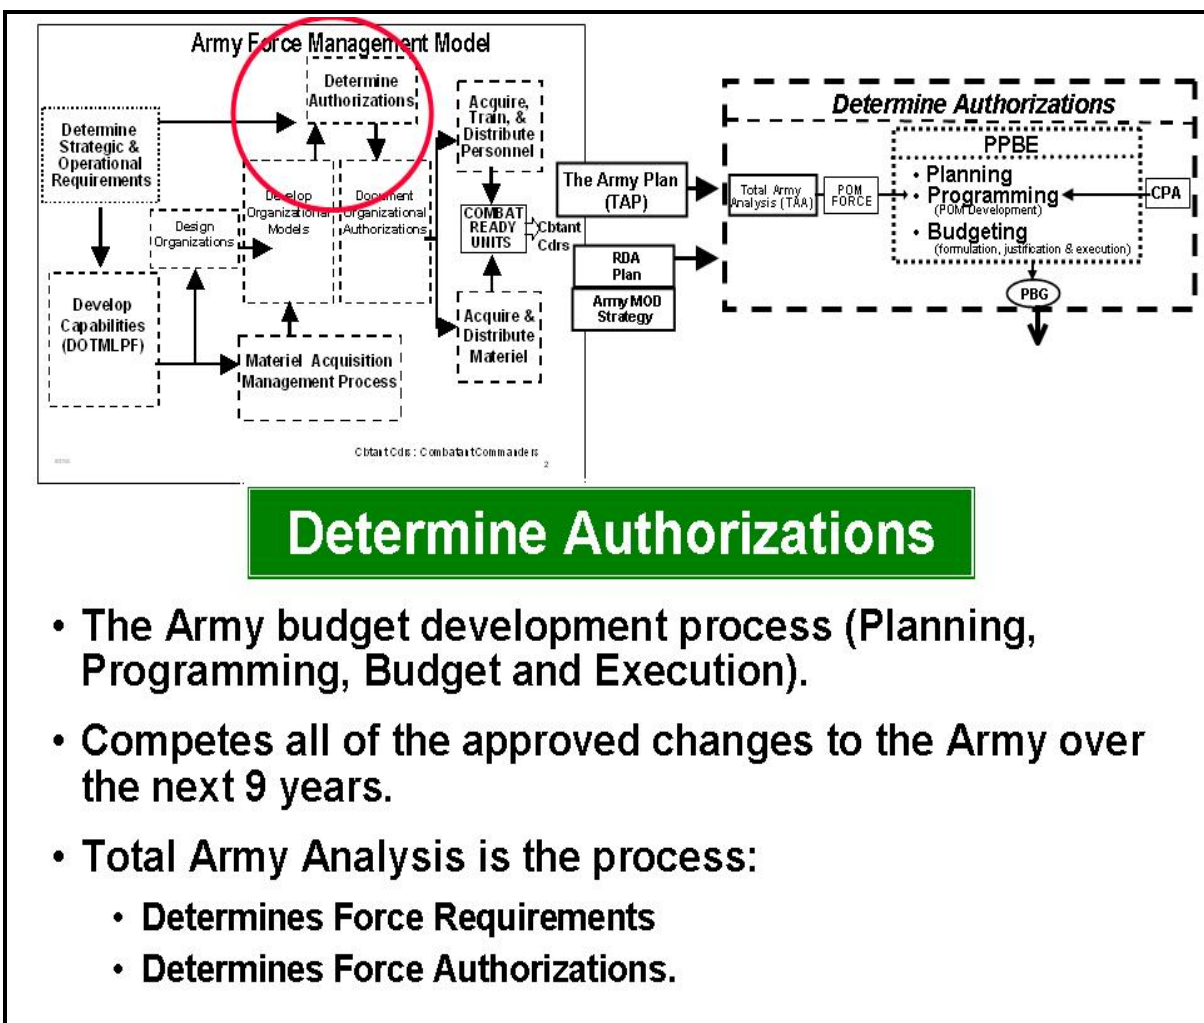 Army Force Management Model
Determine
Authorizations
Determine
Strategic &
Operational
Requirements
Acquire,
Train, &
Distribute
Personnel
Develop
Organizational
Models
Document
Organizational
Authorizations
Design
Organizations
COMBAT
READY
UNITS
Cbtant
Cdrs
Develop
Capabilities
(DOTMLPF)
Materiel Acquisition
Management Process
Acquire &
Distribute
Materiel
Cbtant Cdrs : Combatant Commanders
2
The Army Plan
(TAP)
RDA
Plan
Army MOD
Strategy
Determine Authorizations
Total Army
Analysis (TAA)
POM
FORCE
PPBE
• Planning
• Programming
(POM Development)
• Budgeting
(formulation, justification & execution)
CPA
PBG
Determine Authorizations
• The Army budget development process (Planning,
Programming, Budget and Execution).
• Competes all of the approved changes to the Army over
the next 9 years.
• Total Army Analysis is the process:
• Determines Force Requirements
• Determines Force Authorizations.